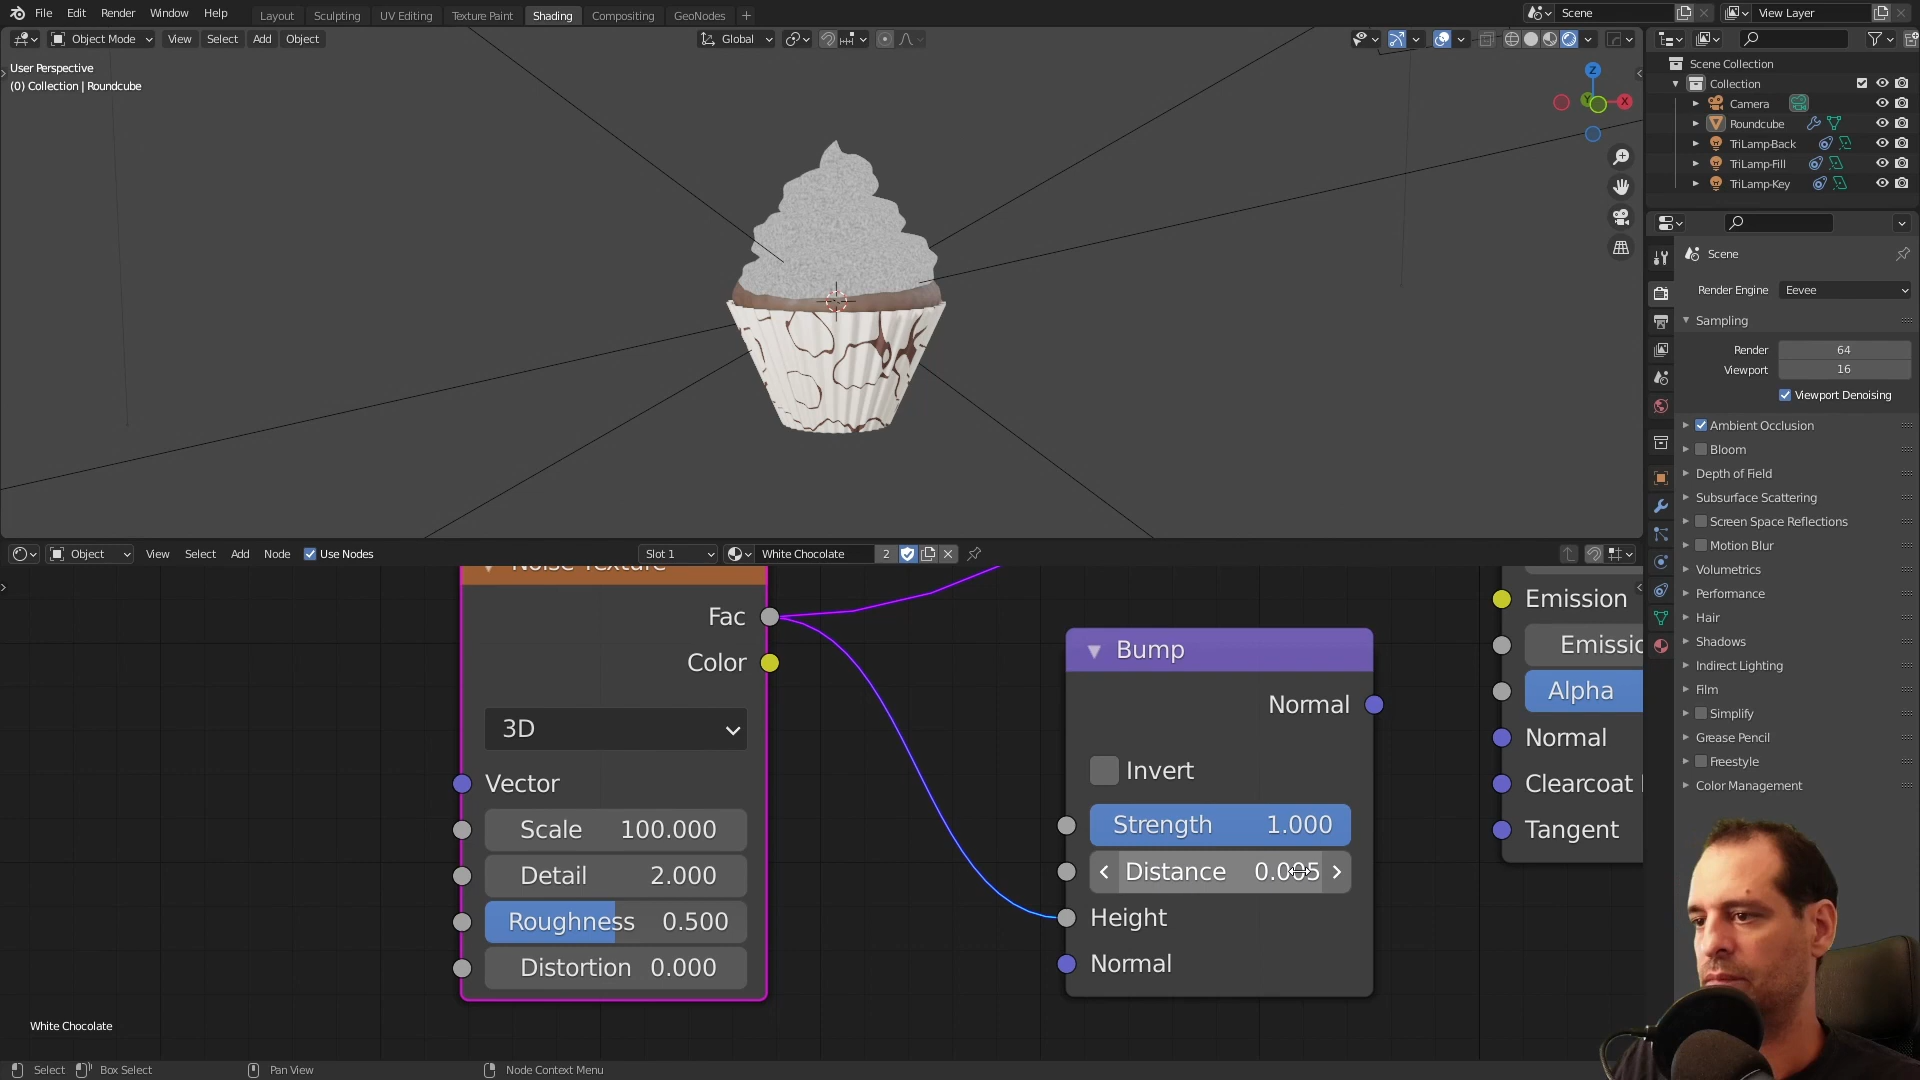 File Edit Render Window Help Layout Sculpting UV Editing Texture Paint Shading Compositing GeoNodes + Scene View Layer
Object Mode View Select Add Object Global
User Perspective
(0) Collection | Roundcube
Z
Y
X
Scene Collection
Collection
Camera
Roundcube
TriLamp-Back
TriLamp-Fill
TriLamp-Key
Scene
Render Engine Eevee
Sampling
Render 64
Viewport 16
Viewport Denoising
Ambient Occlusion
Bloom
Depth of Field
Subsurface Scattering
Screen Space Reflections
Motion Blur
Volumetrics
Performance
Hair
Shadows
Indirect Lighting
Film
Simplify
Grease Pencil
Freestyle
Color Management
Object View Select Add Node Use Nodes Slot 1 White Chocolate 2
Noise Texture
Fac
Color
3D
Vector
Scale 100.000
Detail 2.000
Roughness 0.500
Distortion 0.000
Bump
Normal
Invert
Strength 1.000
Distance 0.005
Height
Normal
Emission
Emissio
Alpha
Normal
Clearcoat
Tangent
White Chocolate
Select Box Select Pan View Node Context Menu